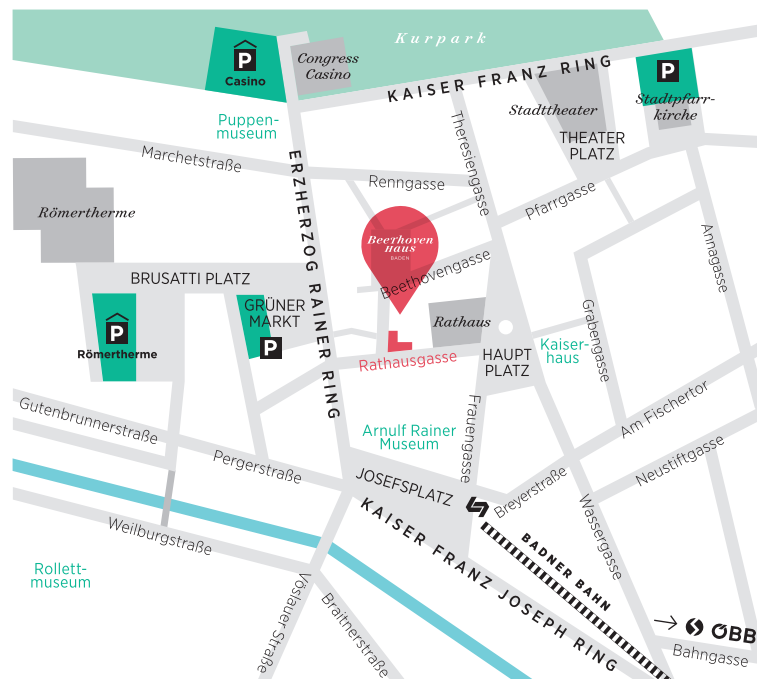 Kurpark
P
Casino
Congress
Casino
KAISER FRANZ RING
P
Stadtpfarr-
kirche
Stadttheater
THEATER
PLATZ
Puppen-
museum
Marchetstraße
ERZHERZOG RAINER RING
Renngasse
Theresiengasse
Pfarrgasse
Annagasse
Römertherme
BEETHOVEN
HAUS
BADEN
Beethovengasse
BRUSATTI PLATZ
GRÜNER
MARKT
P
P
Römertherme
Rathaus
Rathausgasse
HAUPT
PLATZ
Kaiser-
haus
Grabengasse
Gutenbrunnerstraße
Arnulf Rainer
Museum
Frauengasse
Am Fischertor
Neustiftgasse
Pergerstraße
JOSEFSPLATZ
Breyerstraße
Wassergasse
Weilburgstraße
KAISER FRANZ JOSEPH RING
BADNER BAHN
Rollett-
museum
Vöslauer Straße
Braitnerstraße
→ ÖBB
Bahngasse